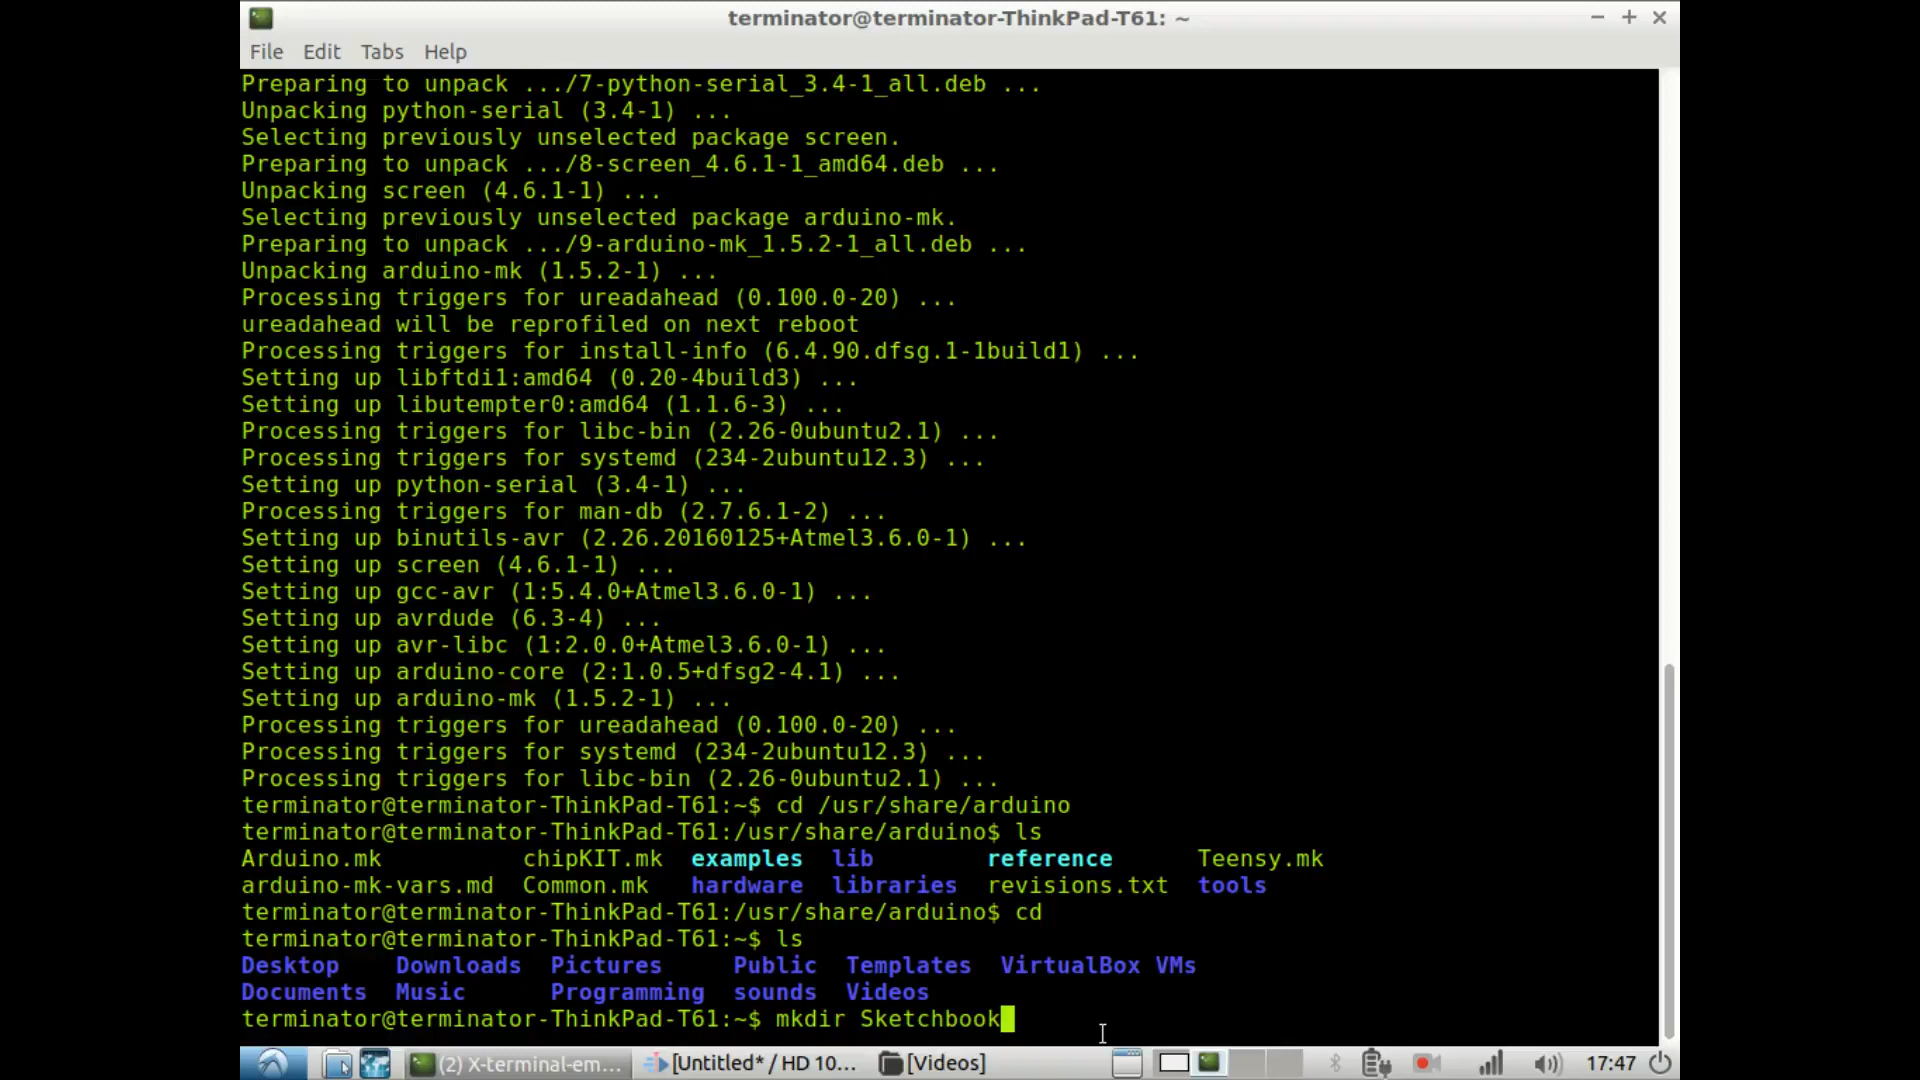 terminator@terminator-ThinkPad-T61: ~
File Edit Tabs Help
Preparing to unpack .../7-python-serial_3.4-1_all.deb ...
Unpacking python-serial (3.4-1) ...
Selecting previously unselected package screen.
Preparing to unpack .../8-screen_4.6.1-1_amd64.deb ...
Unpacking screen (4.6.1-1) ...
Selecting previously unselected package arduino-mk.
Preparing to unpack .../9-arduino-mk_1.5.2-1_all.deb ...
Unpacking arduino-mk (1.5.2-1) ...
Processing triggers for ureadahead (0.100.0-20) ...
ureadahead will be reprofiled on next reboot
Processing triggers for install-info (6.4.90.dfsg.1-1build1) ...
Setting up libftdi1:amd64 (0.20-4build3) ...
Setting up libutempter0:amd64 (1.1.6-3) ...
Processing triggers for libc-bin (2.26-0ubuntu2.1) ...
Processing triggers for systemd (234-2ubuntu12.3) ...
Setting up python-serial (3.4-1) ...
Processing triggers for man-db (2.7.6.1-2) ...
Setting up binutils-avr (2.26.20160125+Atmel3.6.0-1) ...
Setting up screen (4.6.1-1) ...
Setting up gcc-avr (1:5.4.0+Atmel3.6.0-1) ...
Setting up avrdude (6.3-4) ...
Setting up avr-libc (1:2.0.0+Atmel3.6.0-1) ...
Setting up arduino-core (2:1.0.5+dfsg2-4.1) ...
Setting up arduino-mk (1.5.2-1) ...
Processing triggers for ureadahead (0.100.0-20) ...
Processing triggers for systemd (234-2ubuntu12.3) ...
Processing triggers for libc-bin (2.26-0ubuntu2.1) ...
terminator@terminator-ThinkPad-T61:~$ cd /usr/share/arduino
terminator@terminator-ThinkPad-T61:/usr/share/arduino$ ls
Arduino.mk chipKIT.mk examples lib reference Teensy.mk
arduino-mk-vars.md Common.mk hardware libraries revisions.txt tools
terminator@terminator-ThinkPad-T61:/usr/share/arduino$ cd
terminator@terminator-ThinkPad-T61:~$ ls
Desktop Downloads Pictures Public Templates VirtualBox VMs
Documents Music Programming sounds Videos
terminator@terminator-ThinkPad-T61:~$ mkdir Sketchbook
(2) X-terminal-em... [Untitled* / HD 10... [Videos] 17:47